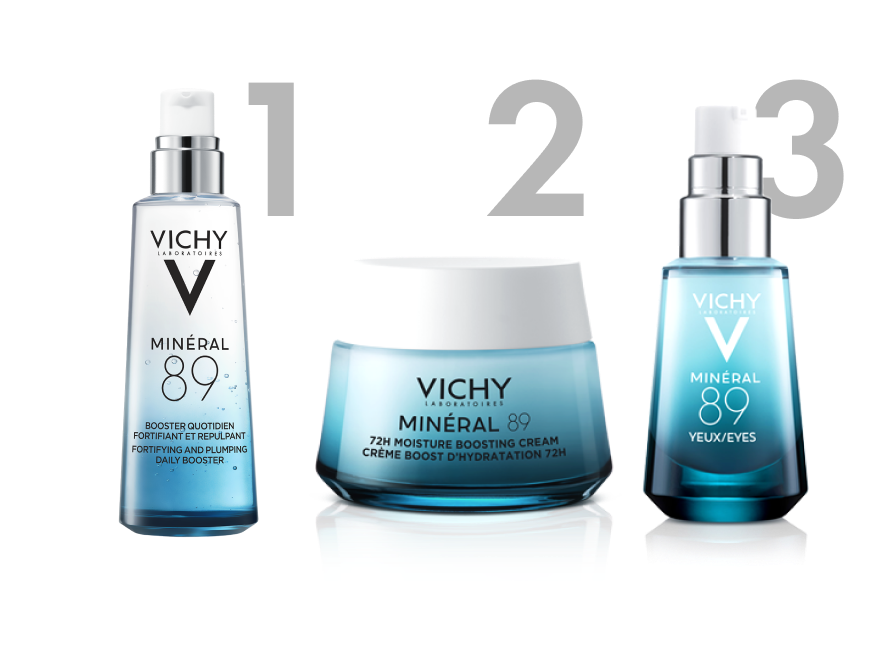 1
2
3
VICHY
LABORATOIRES
V
MINÉRAL
89
BOOSTER QUOTIDIEN
FORTIFIANT ET REPULPANT
FORTIFYING AND PLUMPING
DAILY BOOSTER
VICHY
LABORATOIRES
MINÉRAL 89
72H MOISTURE BOOSTING CREAM
CRÈME BOOST D'HYDRATATION 72H
VICHY
LABORATOIRES
V
MINÉRAL
89
YEUX/EYES